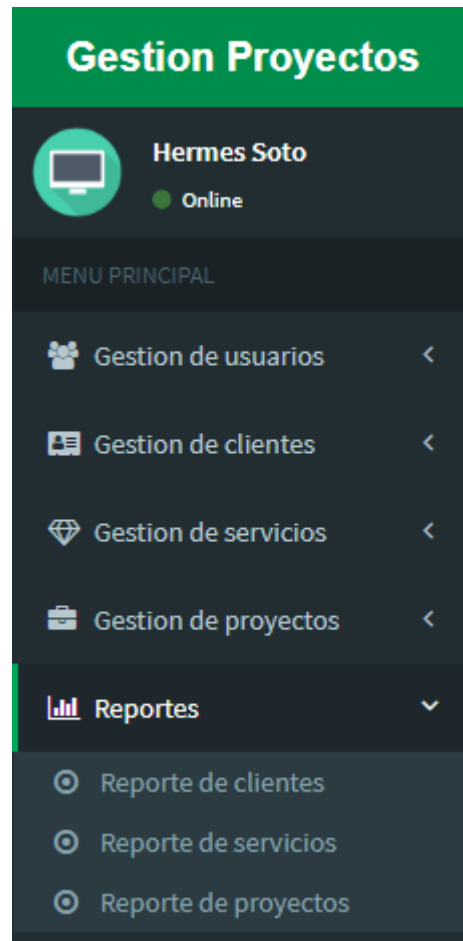 Gestion Proyectos
Hermes Soto
Online
MENU PRINCIPAL
Gestion de usuarios
Gestion de clientes
Gestion de servicios
Gestion de proyectos
Reportes
Reporte de clientes
Reporte de servicios
Reporte de proyectos